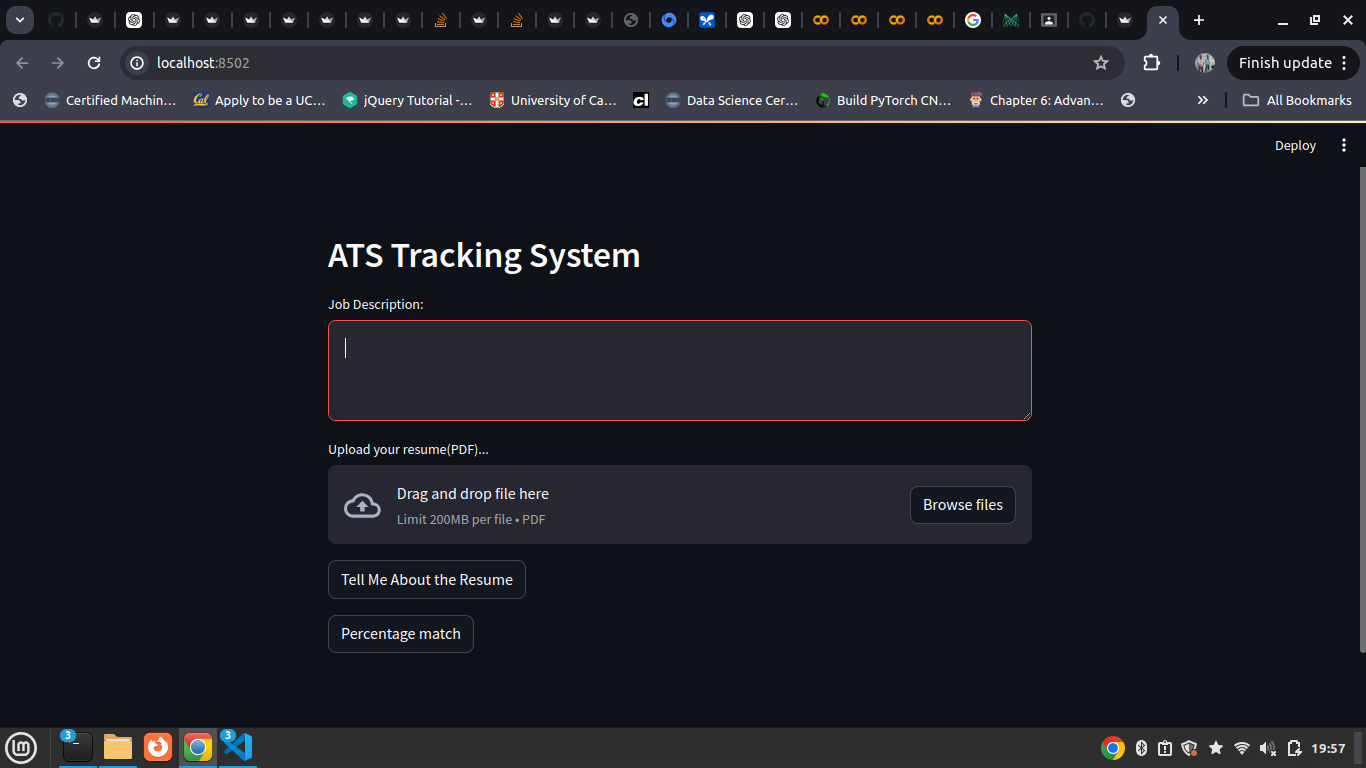 localhost:8502
Finish update
Certified Machin...
Cal
Apply to be a UC...
jQuery Tutorial -...
University of Ca...
cl
Data Science Cer...
Build PyTorch CN...
Chapter 6: Advan...
All Bookmarks
Deploy
ATS Tracking System
Job Description:
Upload your resume(PDF)...
Drag and drop file here
Limit 200MB per file • PDF
Browse files
Tell Me About the Resume
Percentage match
3
3
19:57